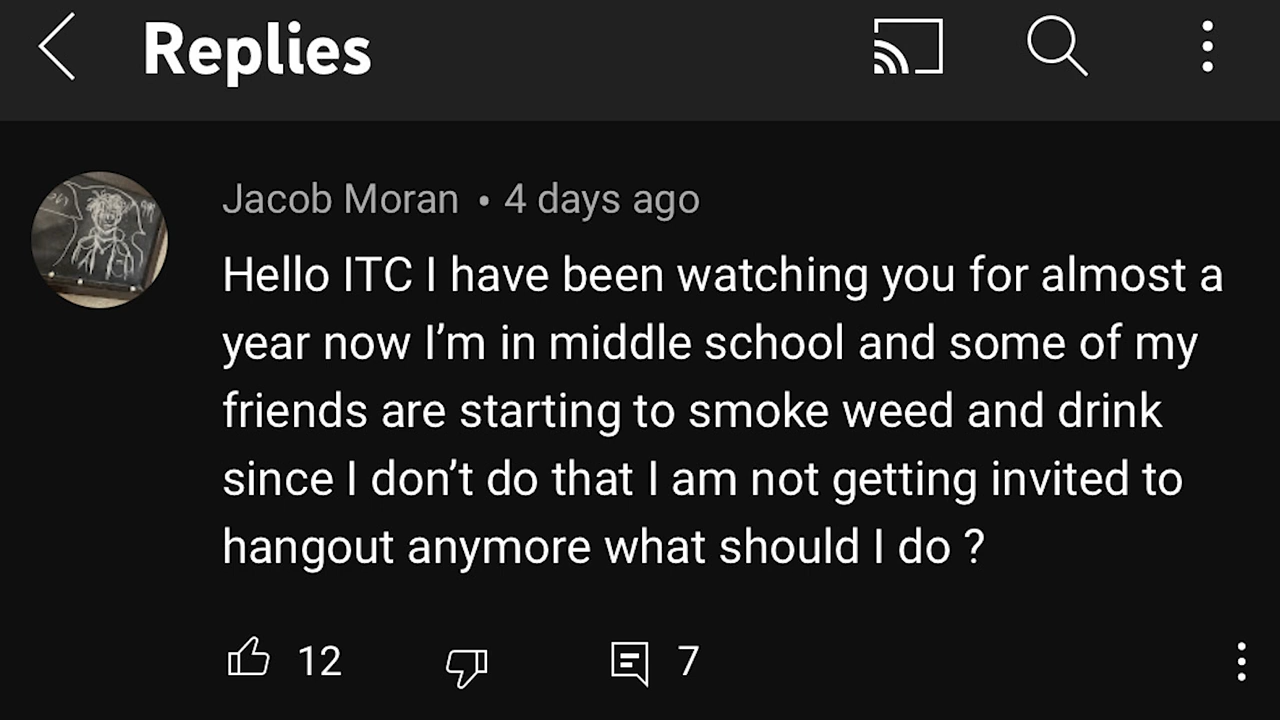 Replies
Jacob Moran • 4 days ago
Hello ITC I have been watching you for almost a
year now I’m in middle school and some of my
friends are starting to smoke weed and drink
since I don’t do that I am not getting invited to
hangout anymore what should I do ?
12
7